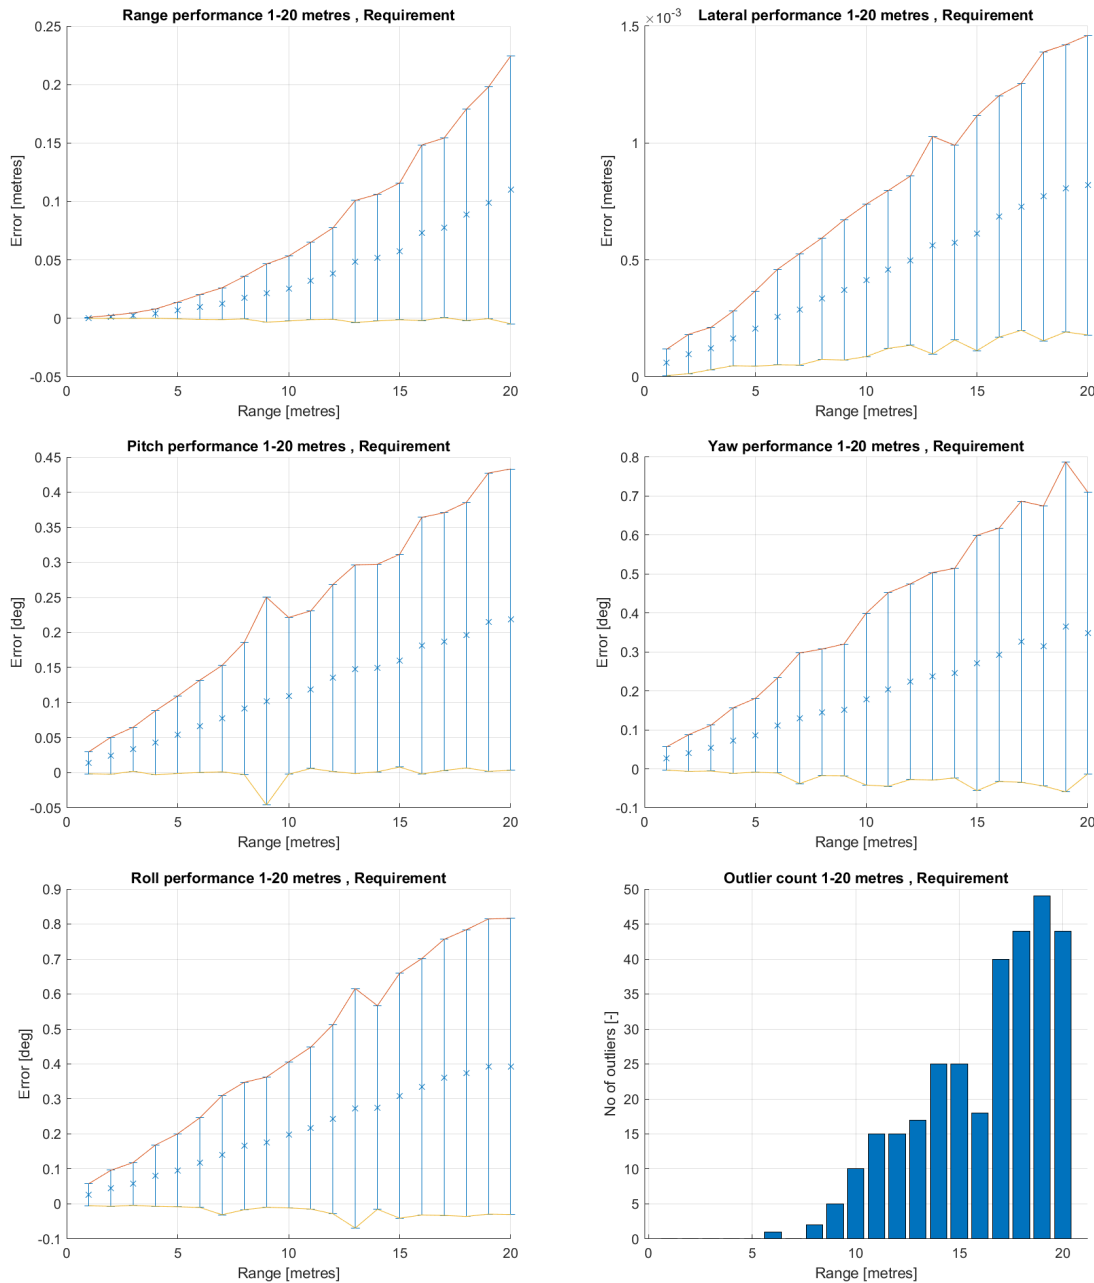 Range performance 1-20 metres , Requirement
0.25
0.2
0.15
0.1
0.05
0
-0.05
Error [metres]
0 5 10 15 20
Range [metres]
Lateral performance 1-20 metres , Requirement
×10-3
1.5
1
0.5
0
Error [metres]
0 5 10 15 20
Range [metres]
Pitch performance 1-20 metres , Requirement
0.45
0.4
0.35
0.3
0.25
0.2
0.15
0.1
0.05
0
-0.05
Error [deg]
0 5 10 15 20
Range [metres]
Yaw performance 1-20 metres , Requirement
0.8
0.7
0.6
0.5
0.4
0.3
0.2
0.1
0
-0.1
Error [deg]
0 5 10 15 20
Range [metres]
Roll performance 1-20 metres , Requirement
0.9
0.8
0.7
0.6
0.5
0.4
0.3
0.2
0.1
0
-0.1
Error [deg]
0 5 10 15 20
Range [metres]
Outlier count 1-20 metres , Requirement
50
45
40
35
30
25
20
15
10
5
0
No of outliers [-]
0 5 10 15 20
Range [metres]